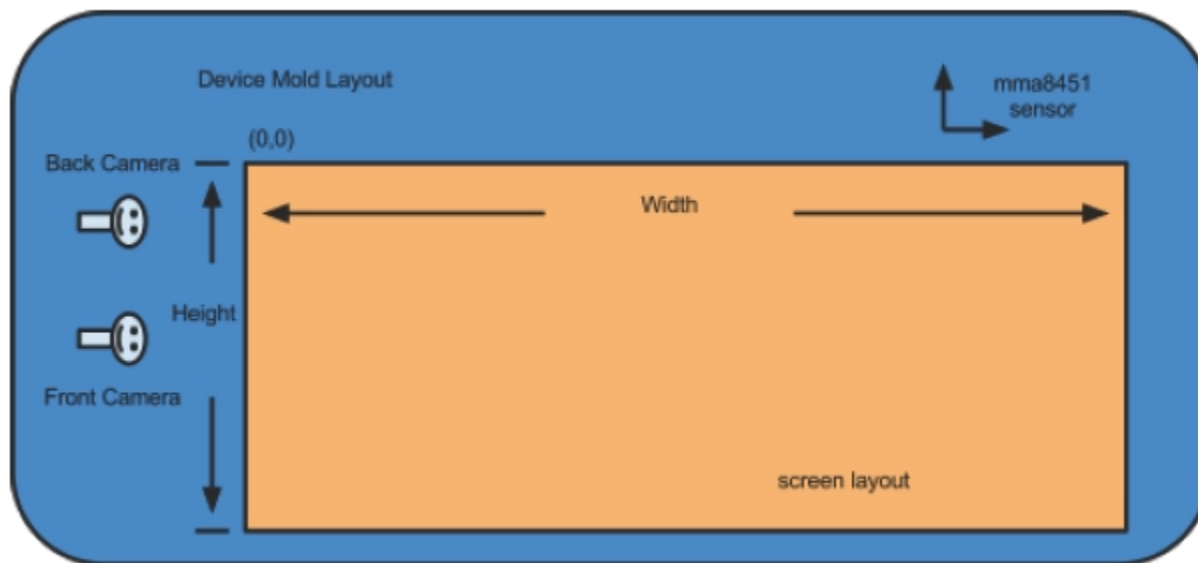 Device Mold Layout
mma8451
sensor
(0,0)
Back Camera
Width
Height
Front Camera
screen layout